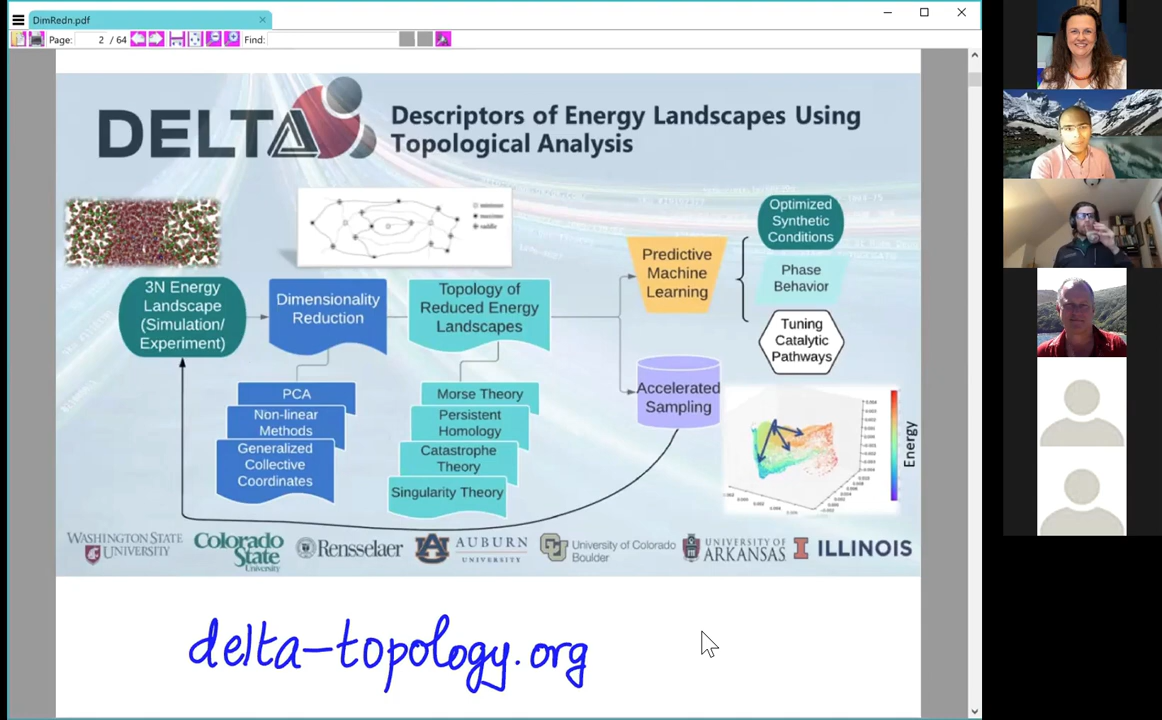 DimRedn.pdf
Page: 2 / 64 Find:
DELTA
Descriptors of Energy Landscapes Using
Topological Analysis
3N Energy
Landscape
(Simulation/
Experiment)
Dimensionality
Reduction
PCA
Non-linear
Methods
Generalized
Collective
Coordinates
Topology of
Reduced Energy
Landscapes
Morse Theory
Persistent
Homology
Catastrophe
Theory
Singularity Theory
Predictive
Machine
Learning
Accelerated
Sampling
Optimized
Synthetic
Conditions
Phase
Behavior
Tuning
Catalytic
Pathways
Energy
WASHINGTON STATE
UNIVERSITY
Colorado
State
University
Rensselaer
AUBURN
UNIVERSITY
University of Colorado
Boulder
UNIVERSITY OF
ARKANSAS
ILLINOIS
delta-topology.org